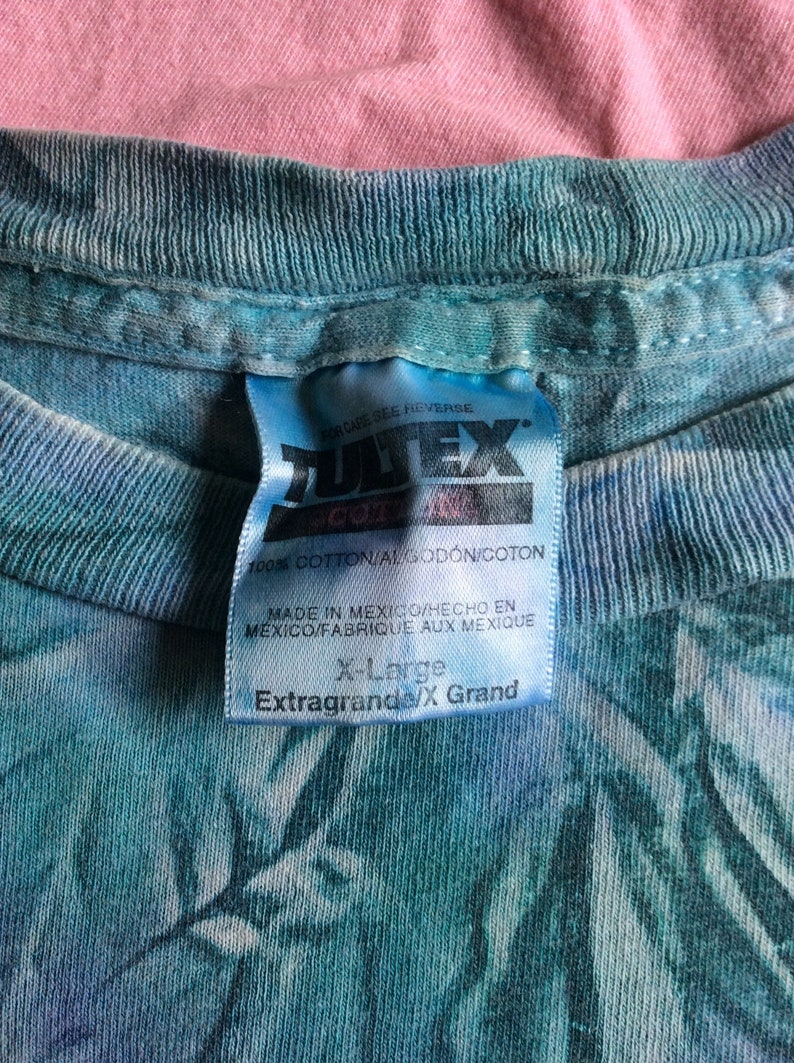 FOR CARE SEE REVERSE
TULTEX®
100% COTTON/ALGODÓN/COTON
MADE IN MEXICO/HECHO EN
MÉXICO/FABRIQUE AUX MEXIQUE
X-Large
Extragrande/X Grand